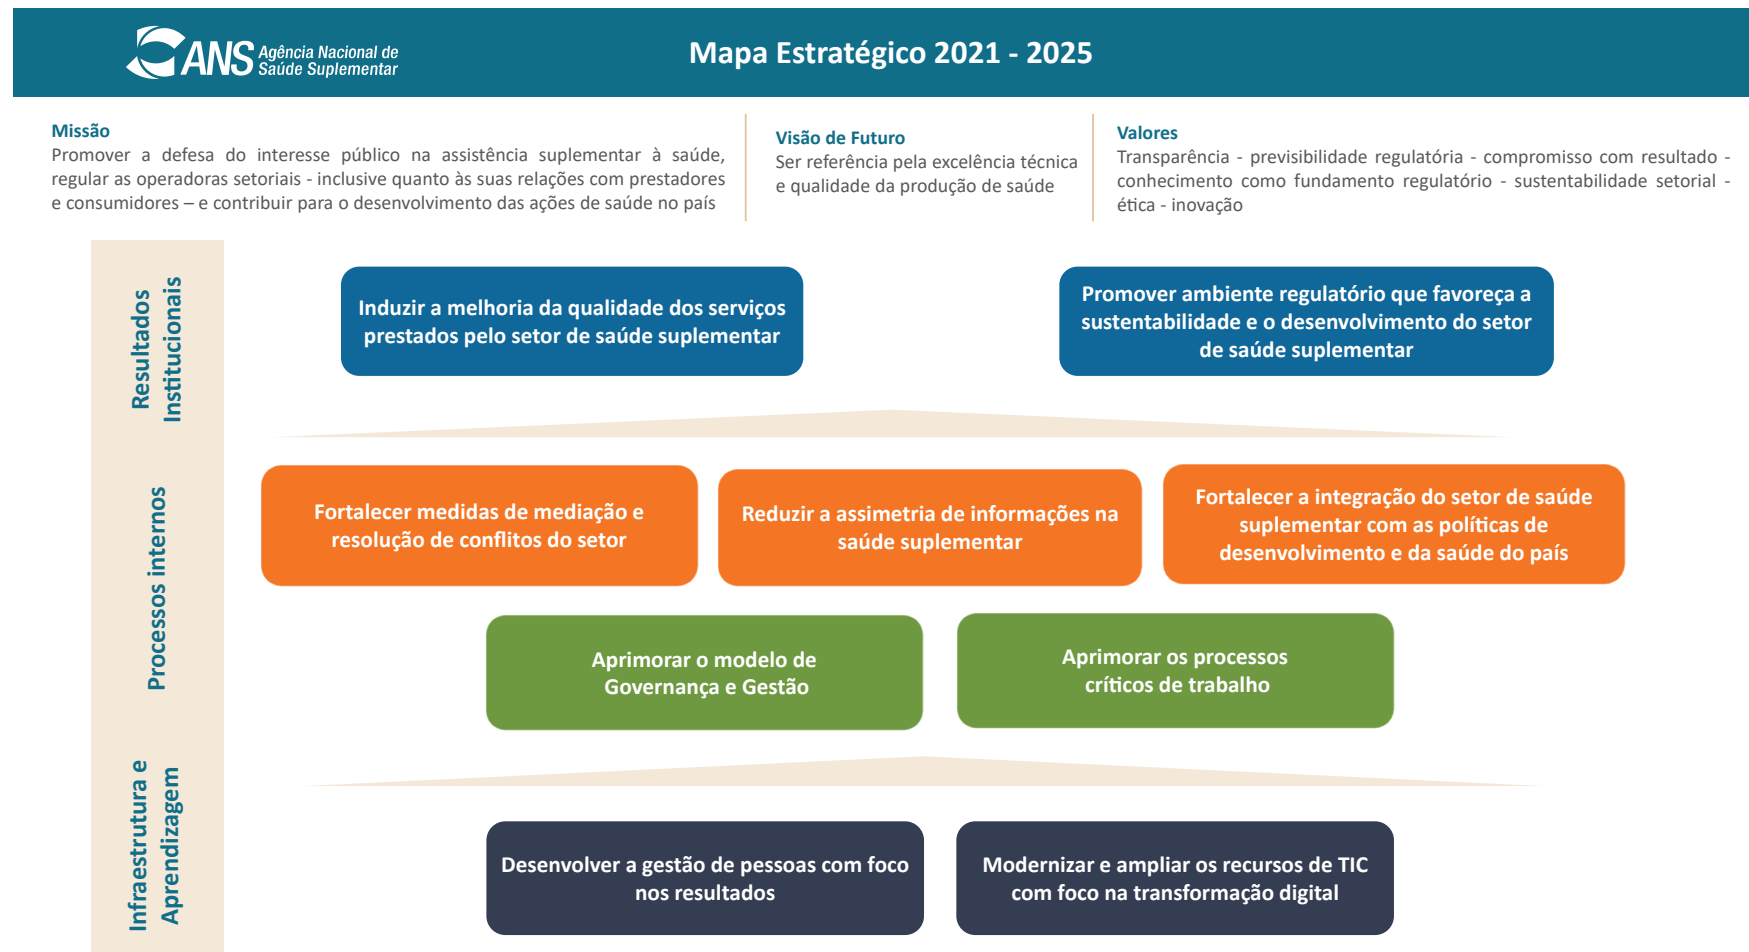 ANS Agência Nacional de
Saúde Suplementar
Mapa Estratégico 2021 - 2025
Missão
Promover a defesa do interesse público na assistência suplementar à saúde,
regular as operadoras setoriais - inclusive quanto às suas relações com prestadores
e consumidores – e contribuir para o desenvolvimento das ações de saúde no país
Visão de Futuro
Ser referência pela excelência técnica
e qualidade da produção de saúde
Valores
Transparência - previsibilidade regulatória - compromisso com resultado -
conhecimento como fundamento regulatório - sustentabilidade setorial -
ética - inovação
Resultados
Institucionais
Induzir a melhoria da qualidade dos serviços
prestados pelo setor de saúde suplementar
Promover ambiente regulatório que favoreça a
sustentabilidade e o desenvolvimento do setor
de saúde suplementar
Processos internos
Fortalecer medidas de mediação e
resolução de conflitos do setor
Reduzir a assimetria de informações na
saúde suplementar
Fortalecer a integração do setor de saúde
suplementar com as políticas de
desenvolvimento e da saúde do país
Aprimorar o modelo de
Governança e Gestão
Aprimorar os processos
críticos de trabalho
Infraestrutura e
Aprendizagem
Desenvolver a gestão de pessoas com foco
nos resultados
Modernizar e ampliar os recursos de TIC
com foco na transformação digital